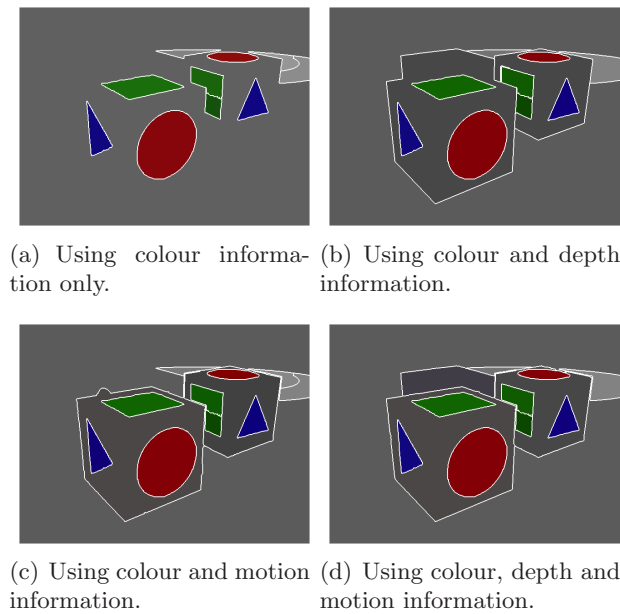 (a) Using colour informa-
tion only.
(b) Using colour and depth
information.
(c) Using colour and motion
information.
(d) Using colour, depth and
motion information.